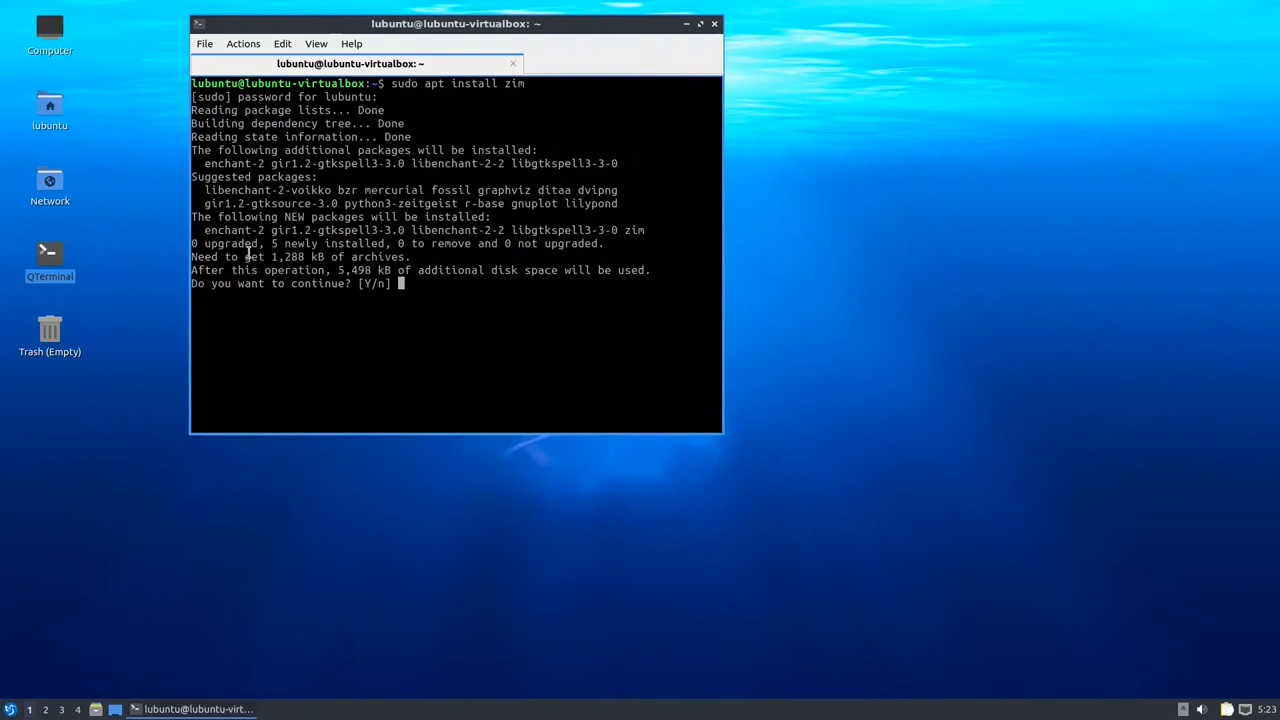 Computer
lubuntu
Network
QTerminal
Trash (Empty)
lubuntu@lubuntu-virtualbox: ~
File Actions Edit View Help
lubuntu@lubuntu-virtualbox: ~
lubuntu@lubuntu-virtualbox:~$ sudo apt install zim
[sudo] password for lubuntu:
Reading package lists... Done
Building dependency tree... Done
Reading state information... Done
The following additional packages will be installed:
  enchant-2 gir1.2-gtkspell3-3.0 libenchant-2-2 libgtkspell3-3-0
Suggested packages:
  libenchant-2-voikko bzr mercurial fossil graphviz ditaa dvipng
  gir1.2-gtksource-3.0 python3-zeitgeist r-base gnuplot lilypond
The following NEW packages will be installed:
  enchant-2 gir1.2-gtkspell3-3.0 libenchant-2-2 libgtkspell3-3-0 zim
0 upgraded, 5 newly installed, 0 to remove and 0 not upgraded.
Need to get 1,288 kB of archives.
After this operation, 5,498 kB of additional disk space will be used.
Do you want to continue? [Y/n]
1 2 3 4 lubuntu@lubuntu-virt... 5:23